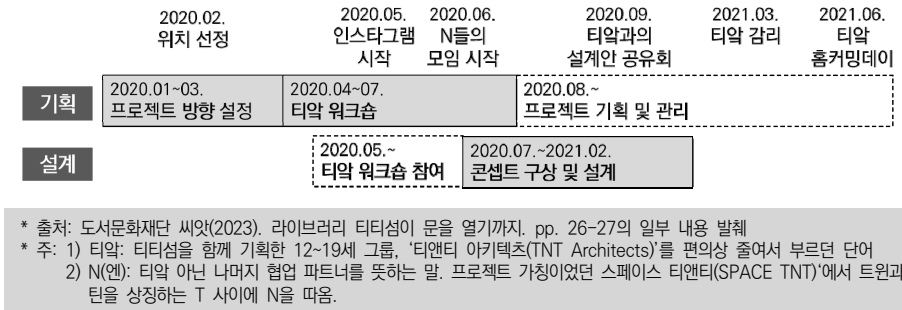 2020.02.
위치 선정
2020.05.
인스타그램
시작
2020.06.
N들의
모임 시작
2020.09.
티앜과의
설계안 공유회
2021.03.
티앜 감리
2021.06.
티앜
홈커밍데이
기획
2020.01~03.
프로젝트 방향 설정
2020.04~07.
티앜 워크숍
2020.08.~
프로젝트 기획 및 관리
설계
2020.05.~
티앜 워크숍 참여
2020.07.~2021.02.
콘셉트 구상 및 설계
* 출처: 도서문화재단 씨앗(2023). 라이브러리 티티섬이 문을 열기까지. pp. 26-27의 일부 내용 발췌
* 주: 1) 티앜: 티티섬을 함께 기획한 12~19세 그룹, ‘티앤티 아키텍츠(TNT Architects)’를 편의상 줄여서 부르던 단어
2) N(엔): 티앜 아닌 나머지 협업 파트너를 뜻하는 말. 프로젝트 가칭이었던 스페이스 티앤티(SPACE TNT)‘에서 트윈과
틴을 상징하는 T 사이에 N을 따옴.